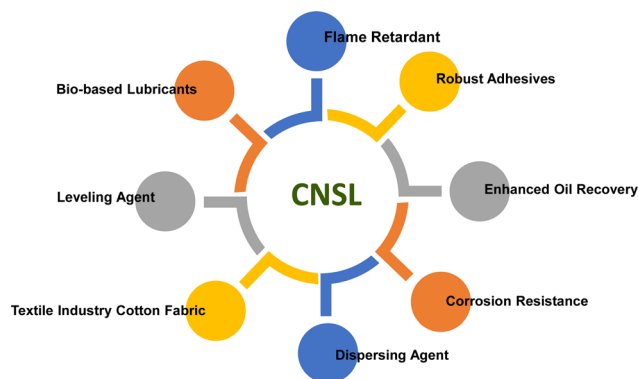 Flame Retardant
Robust Adhesives
Bio-based Lubricants
Enhanced Oil Recovery
Leveling Agent
CNSL
Corrosion Resistance
Textile Industry Cotton Fabric
Dispersing Agent